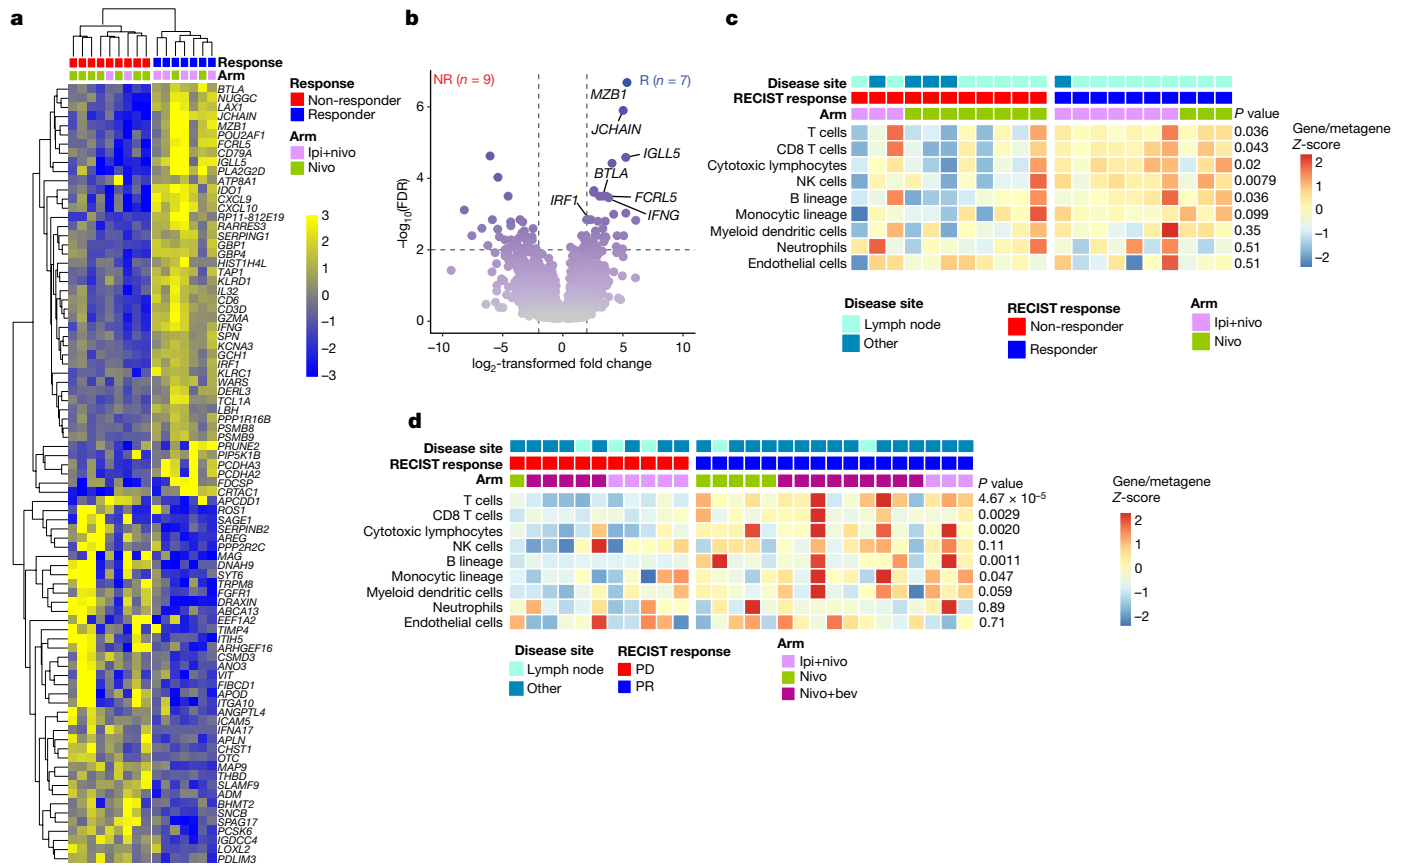 a
Response
Arm
BTLA
NUGGC
LAX1
JCHAIN
MZB1
POU2AF1
FCRL5
CD79A
IGLL5
PLA2G2D
ATP8A1
IDO1
CXCL9
CXCL10
RP11-812E19
RARRES3
SERPING1
GBP1
GBP4
HIST1H4L
TAP1
KLRD1
IL32
CD6
CD3D
GZMA
IFNG
SPN
KCNA3
GCH1
IRF1
KLRC1
WARS
DERL3
TCL1A
LBH
PPP1R16B
PSMB8
PSMB9
PRUNE2
PIP5K1B
PCDHA3
PCDHA2
FDCSP
CRTAC1
APCDD1
ROS1
SAGE1
SERPINB2
AREG
PPP2R2C
MAG
DNAH9
SYT6
TRPM8
FGFR1
DRAXIN
ABCA13
EEF1A2
TIMP4
ITIH5
ARHGEF16
CSMD3
ANO3
VIT
FIBCD1
APOD
ITGA10
ANGPTL4
ICAM5
IFNA17
APLN
CHST1
OTC
MAP9
THBD
SLAMF9
ADM
BHMT2
SNCB
SPAG17
PCSK6
IGDCC4
LOXL2
PDLIM3
Response
Non-responder
Responder
Arm
Ipi+nivo
Nivo
3
2
1
0
−1
−2
−3
b
NR (n = 9)
R (n = 7)
MZB1
JCHAIN
IGLL5
BTLA
FCRL5
IRF1
IFNG
−log10(FDR)
6
4
2
0
−10
−5
0
5
10
log2-transformed fold change
c
Disease site
RECIST response
Arm
P value
T cells 0.036
CD8 T cells 0.043
Cytotoxic lymphocytes 0.02
NK cells 0.0079
B lineage 0.036
Monocytic lineage 0.099
Myeloid dendritic cells 0.35
Neutrophils 0.51
Endothelial cells 0.51
Gene/metagene
Z-score
2
1
0
−1
−2
Disease site
Lymph node
Other
RECIST response
Non-responder
Responder
Arm
Ipi+nivo
Nivo
d
Disease site
RECIST response
Arm
P value
T cells 4.67 × 10−5
CD8 T cells 0.0029
Cytotoxic lymphocytes 0.0020
NK cells 0.11
B lineage 0.0011
Monocytic lineage 0.047
Myeloid dendritic cells 0.059
Neutrophils 0.89
Endothelial cells 0.71
Gene/metagene
Z-score
2
1
0
−1
−2
Disease site
Lymph node
Other
RECIST response
PD
PR
Arm
Ipi+nivo
Nivo
Nivo+bev